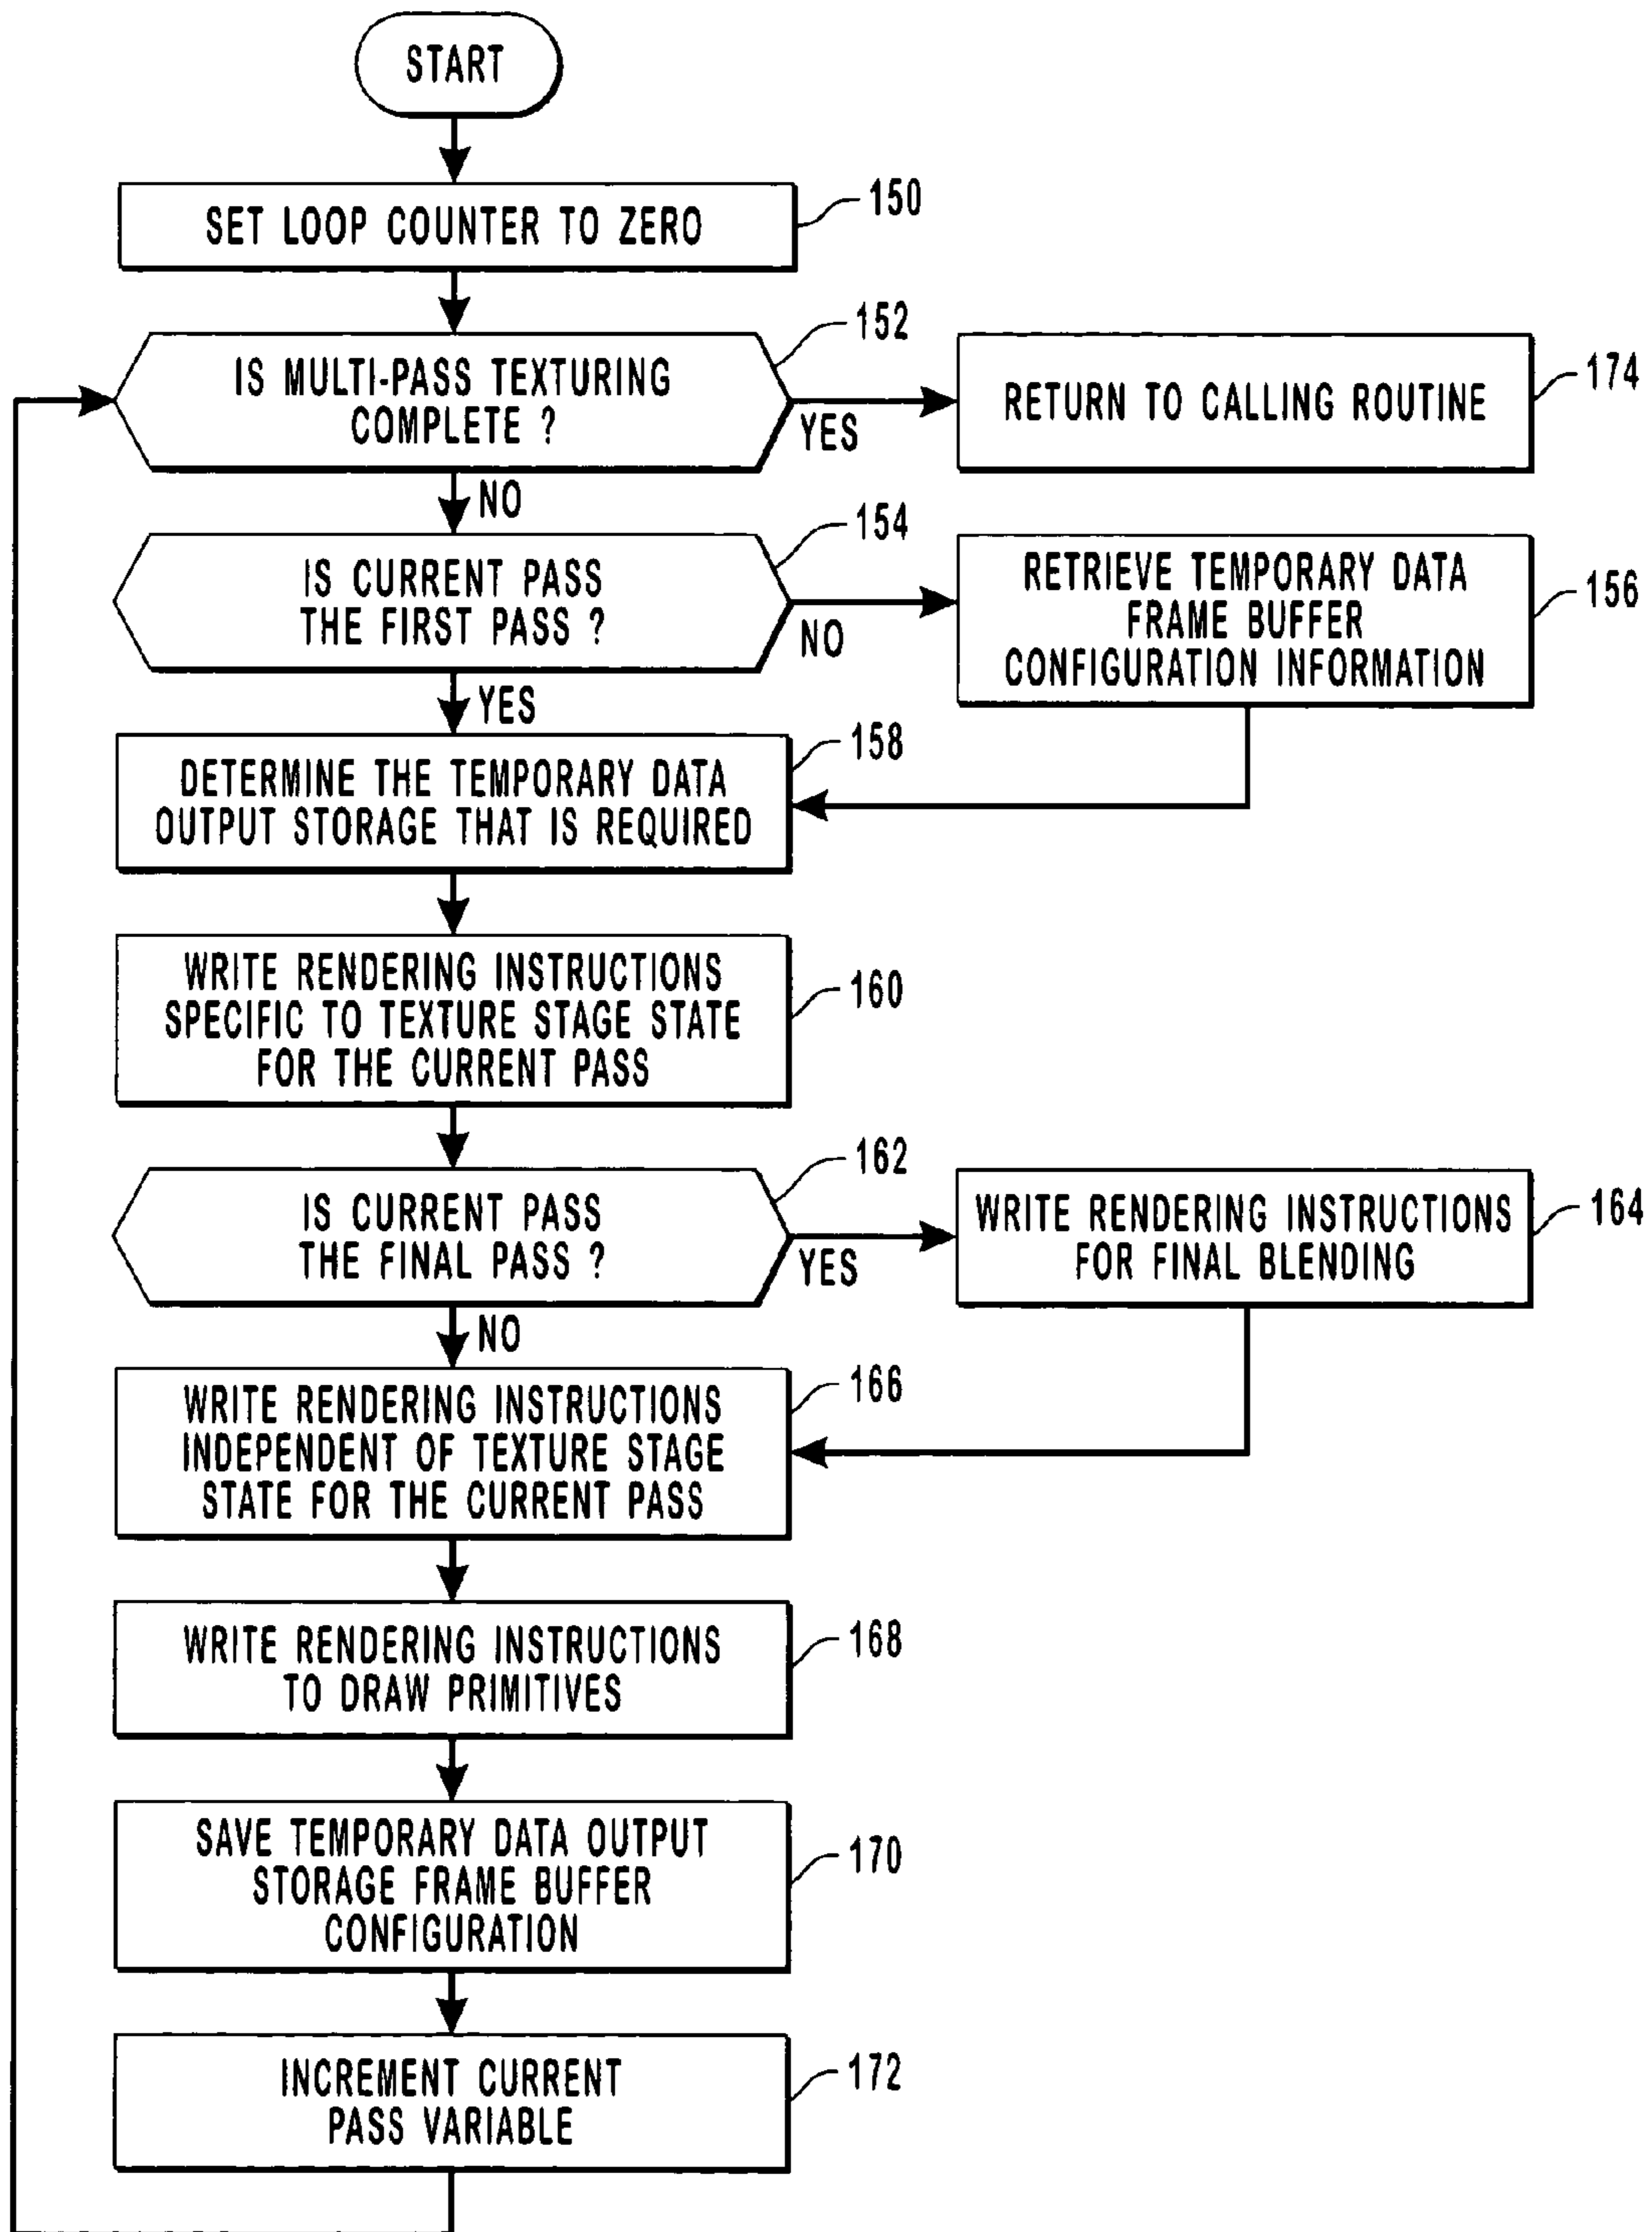 START
SET LOOP COUNTER TO ZERO
150
IS MULTI-PASS TEXTURING
COMPLETE ?
152
YES
RETURN TO CALLING ROUTINE
174
NO
IS CURRENT PASS
THE FIRST PASS ?
154
NO
RETRIEVE TEMPORARY DATA
FRAME BUFFER
CONFIGURATION INFORMATION
156
YES
DETERMINE THE TEMPORARY DATA
OUTPUT STORAGE THAT IS REQUIRED
158
WRITE RENDERING INSTRUCTIONS
SPECIFIC TO TEXTURE STAGE STATE
FOR THE CURRENT PASS
160
IS CURRENT PASS
THE FINAL PASS ?
162
YES
WRITE RENDERING INSTRUCTIONS
FOR FINAL BLENDING
164
NO
WRITE RENDERING INSTRUCTIONS
INDEPENDENT OF TEXTURE STAGE
STATE FOR THE CURRENT PASS
166
WRITE RENDERING INSTRUCTIONS
TO DRAW PRIMITIVES
168
SAVE TEMPORARY DATA OUTPUT
STORAGE FRAME BUFFER
CONFIGURATION
170
INCREMENT CURRENT
PASS VARIABLE
172